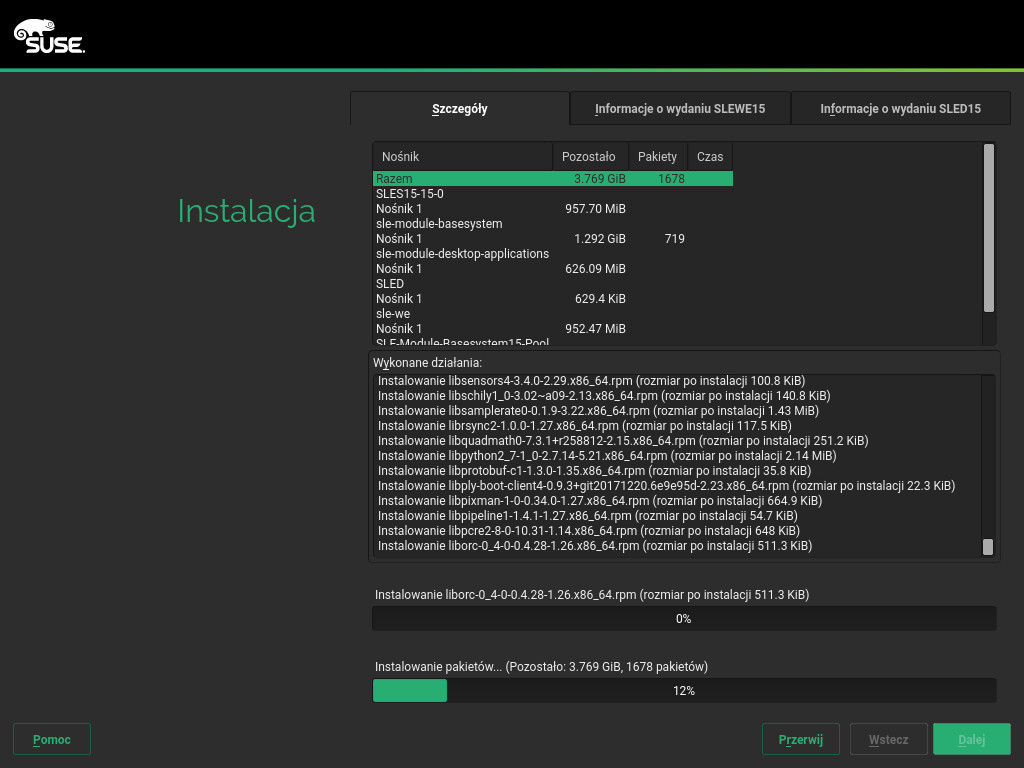 SUSE.
Szczegóły
Informacje o wydaniu SLEWE15
Informacje o wydaniu SLED15
Instalacja
Nośnik Pozostało Pakiety Czas
Razem 3.769 GiB 1678
SLES15-15-0
Nośnik 1 957.70 MiB
sle-module-basesystem
Nośnik 1 1.292 GiB 719
sle-module-desktop-applications
Nośnik 1 626.09 MiB
SLED
Nośnik 1 629.4 KiB
sle-we
Nośnik 1 952.47 MiB
SLE-Module-Basesystem15-Pool
Wykonane działania:
Instalowanie libsensors4-3.4.0-2.29.x86_64.rpm (rozmiar po instalacji 100.8 KiB)
Instalowanie libschily1_0-3.02~a09-2.13.x86_64.rpm (rozmiar po instalacji 140.8 KiB)
Instalowanie libsamplerate0-0.1.9-3.22.x86_64.rpm (rozmiar po instalacji 1.43 MiB)
Instalowanie librsync2-1.0.0-1.27.x86_64.rpm (rozmiar po instalacji 117.5 KiB)
Instalowanie libquadmath0-7.3.1+r258812-2.15.x86_64.rpm (rozmiar po instalacji 251.2 KiB)
Instalowanie libpython2_7-1_0-2.7.14-5.21.x86_64.rpm (rozmiar po instalacji 2.14 MiB)
Instalowanie libprotobuf-c1-1.3.0-1.35.x86_64.rpm (rozmiar po instalacji 35.8 KiB)
Instalowanie libply-boot-client4-0.9.3+git20171220.6e9e95d-2.23.x86_64.rpm (rozmiar po instalacji 22.3 KiB)
Instalowanie libpixman-1-0-0.34.0-1.27.x86_64.rpm (rozmiar po instalacji 664.9 KiB)
Instalowanie libpipeline1-1.4.1-1.27.x86_64.rpm (rozmiar po instalacji 54.7 KiB)
Instalowanie libpcre2-8-0-10.31-1.14.x86_64.rpm (rozmiar po instalacji 648 KiB)
Instalowanie liborc-0_4-0-0.4.28-1.26.x86_64.rpm (rozmiar po instalacji 511.3 KiB)
Instalowanie liborc-0_4-0-0.4.28-1.26.x86_64.rpm (rozmiar po instalacji 511.3 KiB)
0%
Instalowanie pakietów... (Pozostało: 3.769 GiB, 1678 pakietów)
12%
Pomoc
Przerwij
Wstecz
Dalej